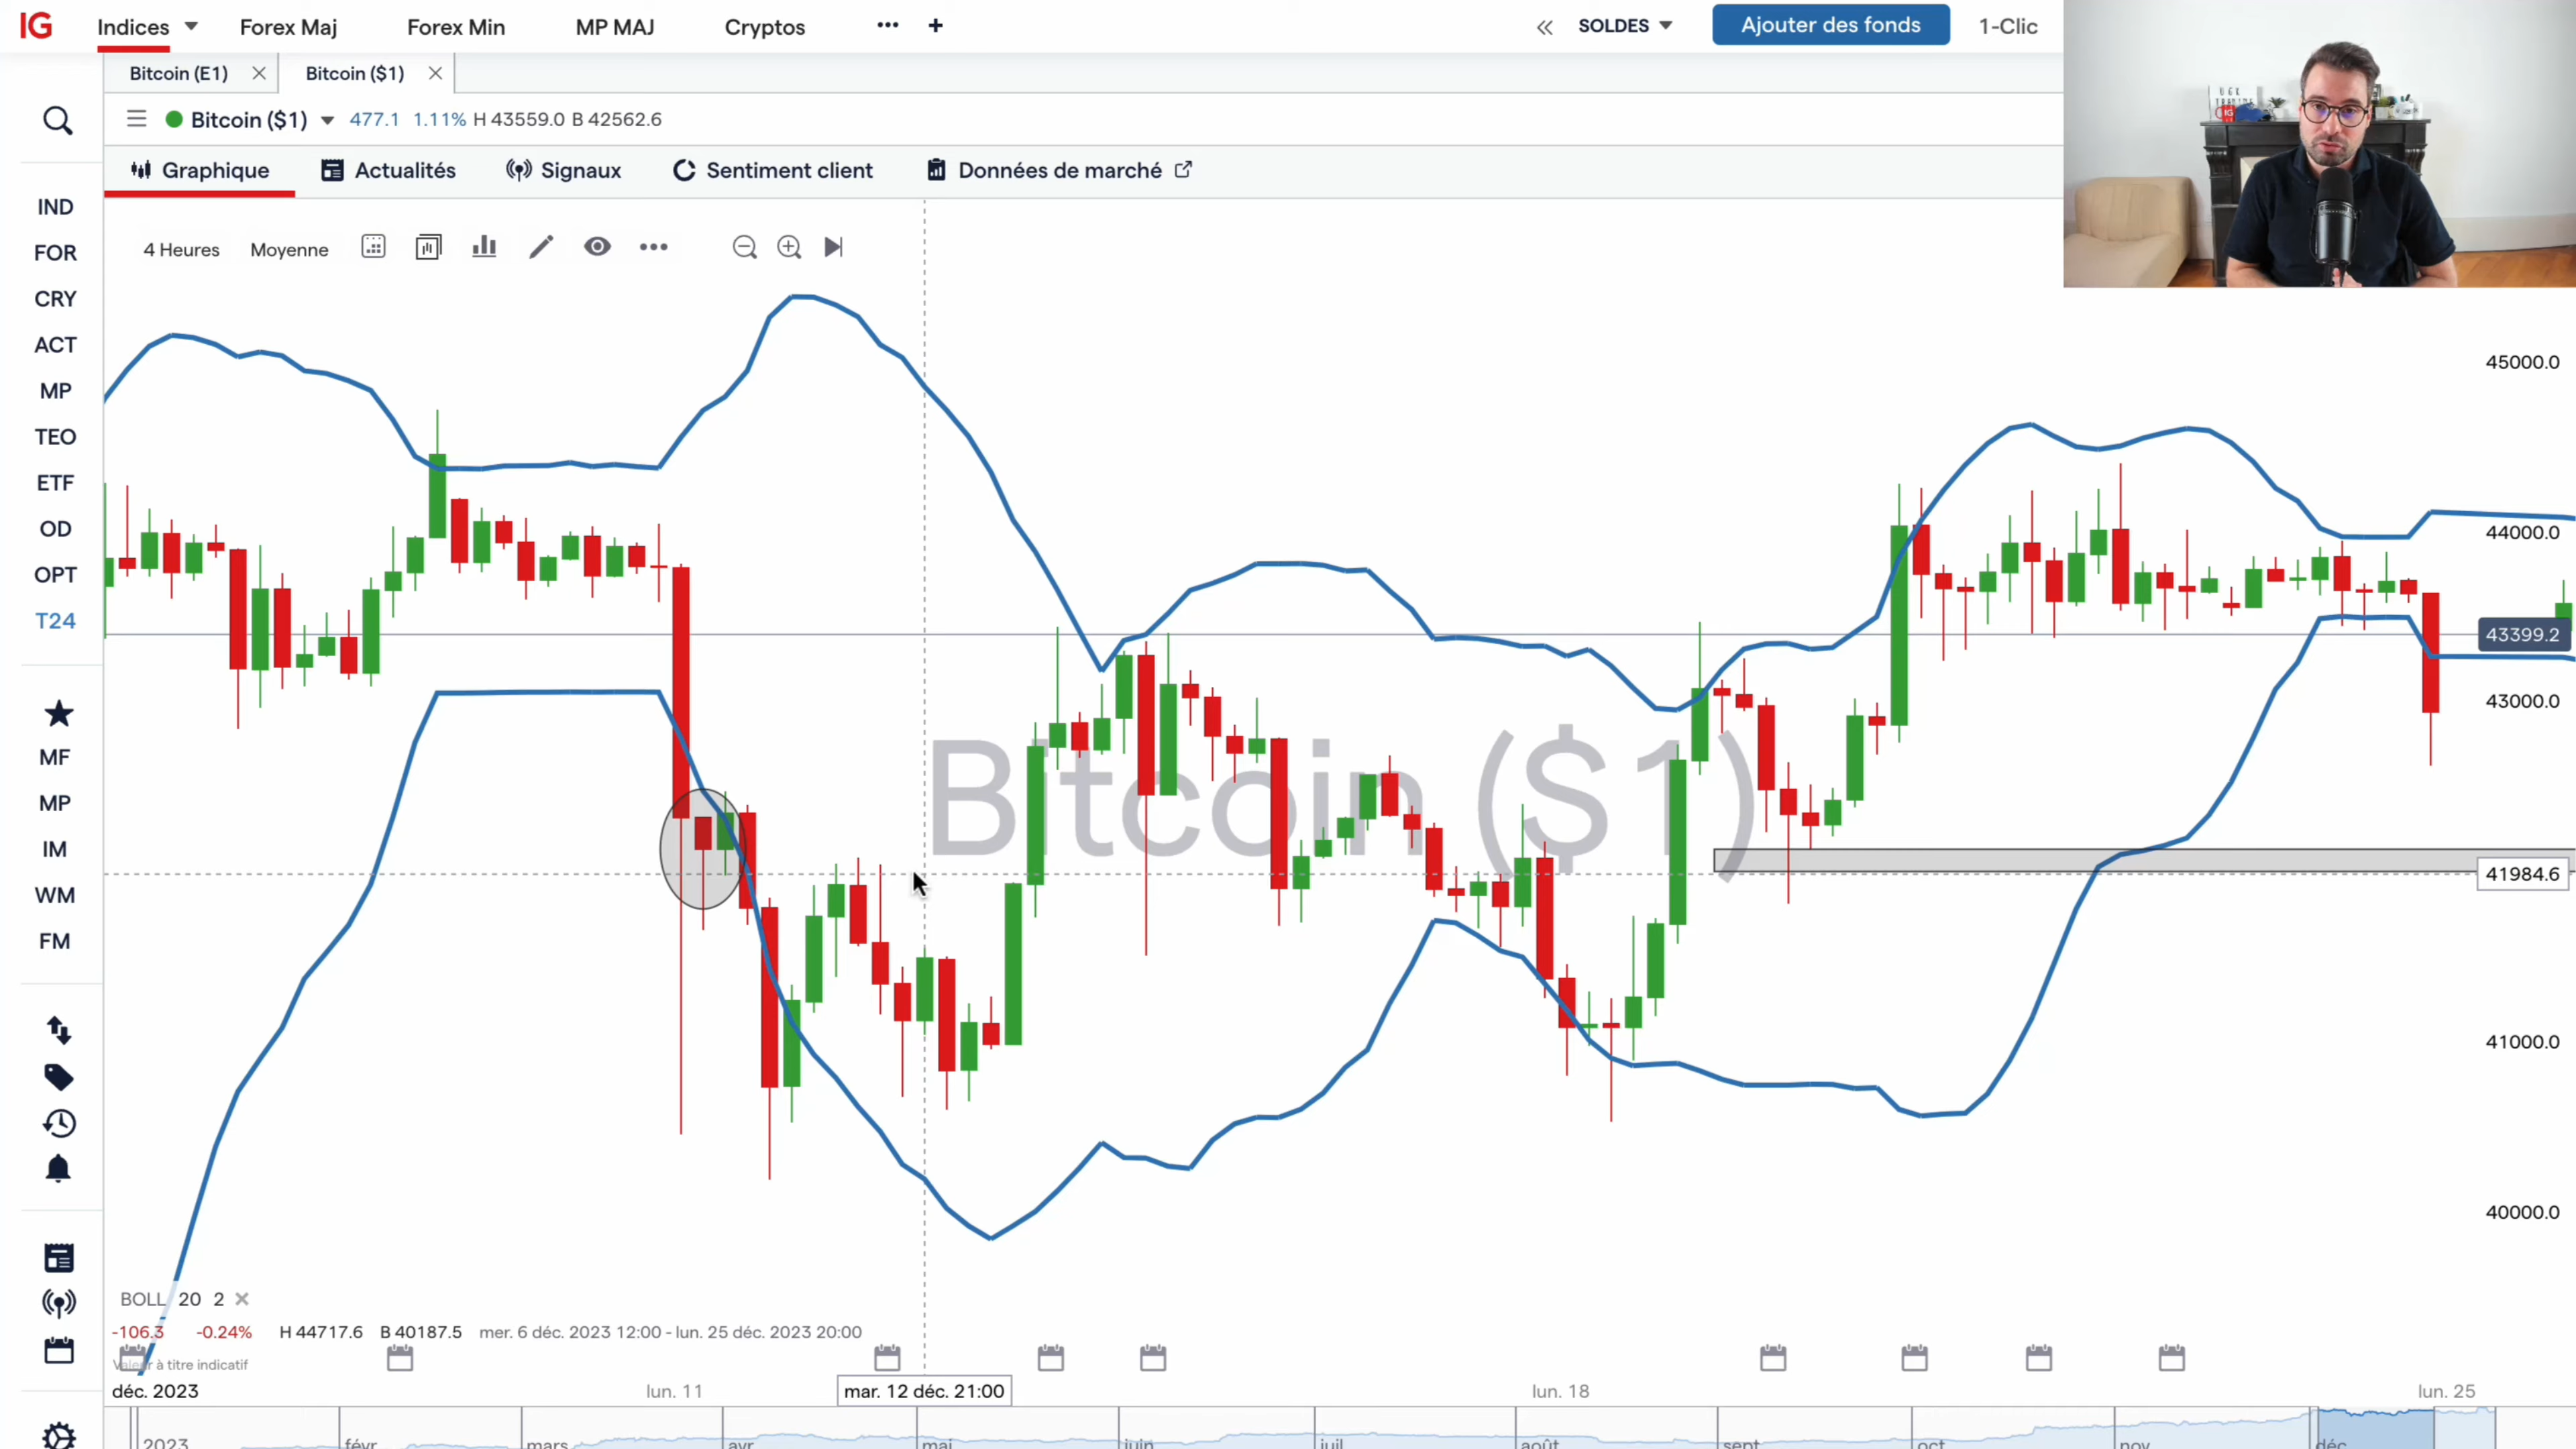 IG Indices Forex Maj Forex Min MP MAJ Cryptos ••• + SOLDES Ajouter des fonds 1-Clic
Bitcoin (E1) Bitcoin ($1)
Bitcoin ($1) 477.1 1.11% H 43559.0 B 42562.6
Graphique Actualités Signaux Sentiment client Données de marché
4 Heures Moyenne
IND
FOR
CRY
ACT
MP
TEO
ETF
OD
OPT
T24
MF
MP
IM
WM
FM
45000.0
44000.0
43399.2
43000.0
41984.6
41000.0
40000.0
Bitcoin ($1)
BOLL 20 2
-106.3 -0.24% H 44717.6 B 40187.5 mer. 6 déc. 2023 12:00 - lun. 25 déc. 2023 20:00
Valeur à titre indicatif
déc. 2023 lun. 11 mar. 12 déc. 21:00 lun. 18 lun. 25
2023 févr mars avr mai juin juil août sept oct nov déc